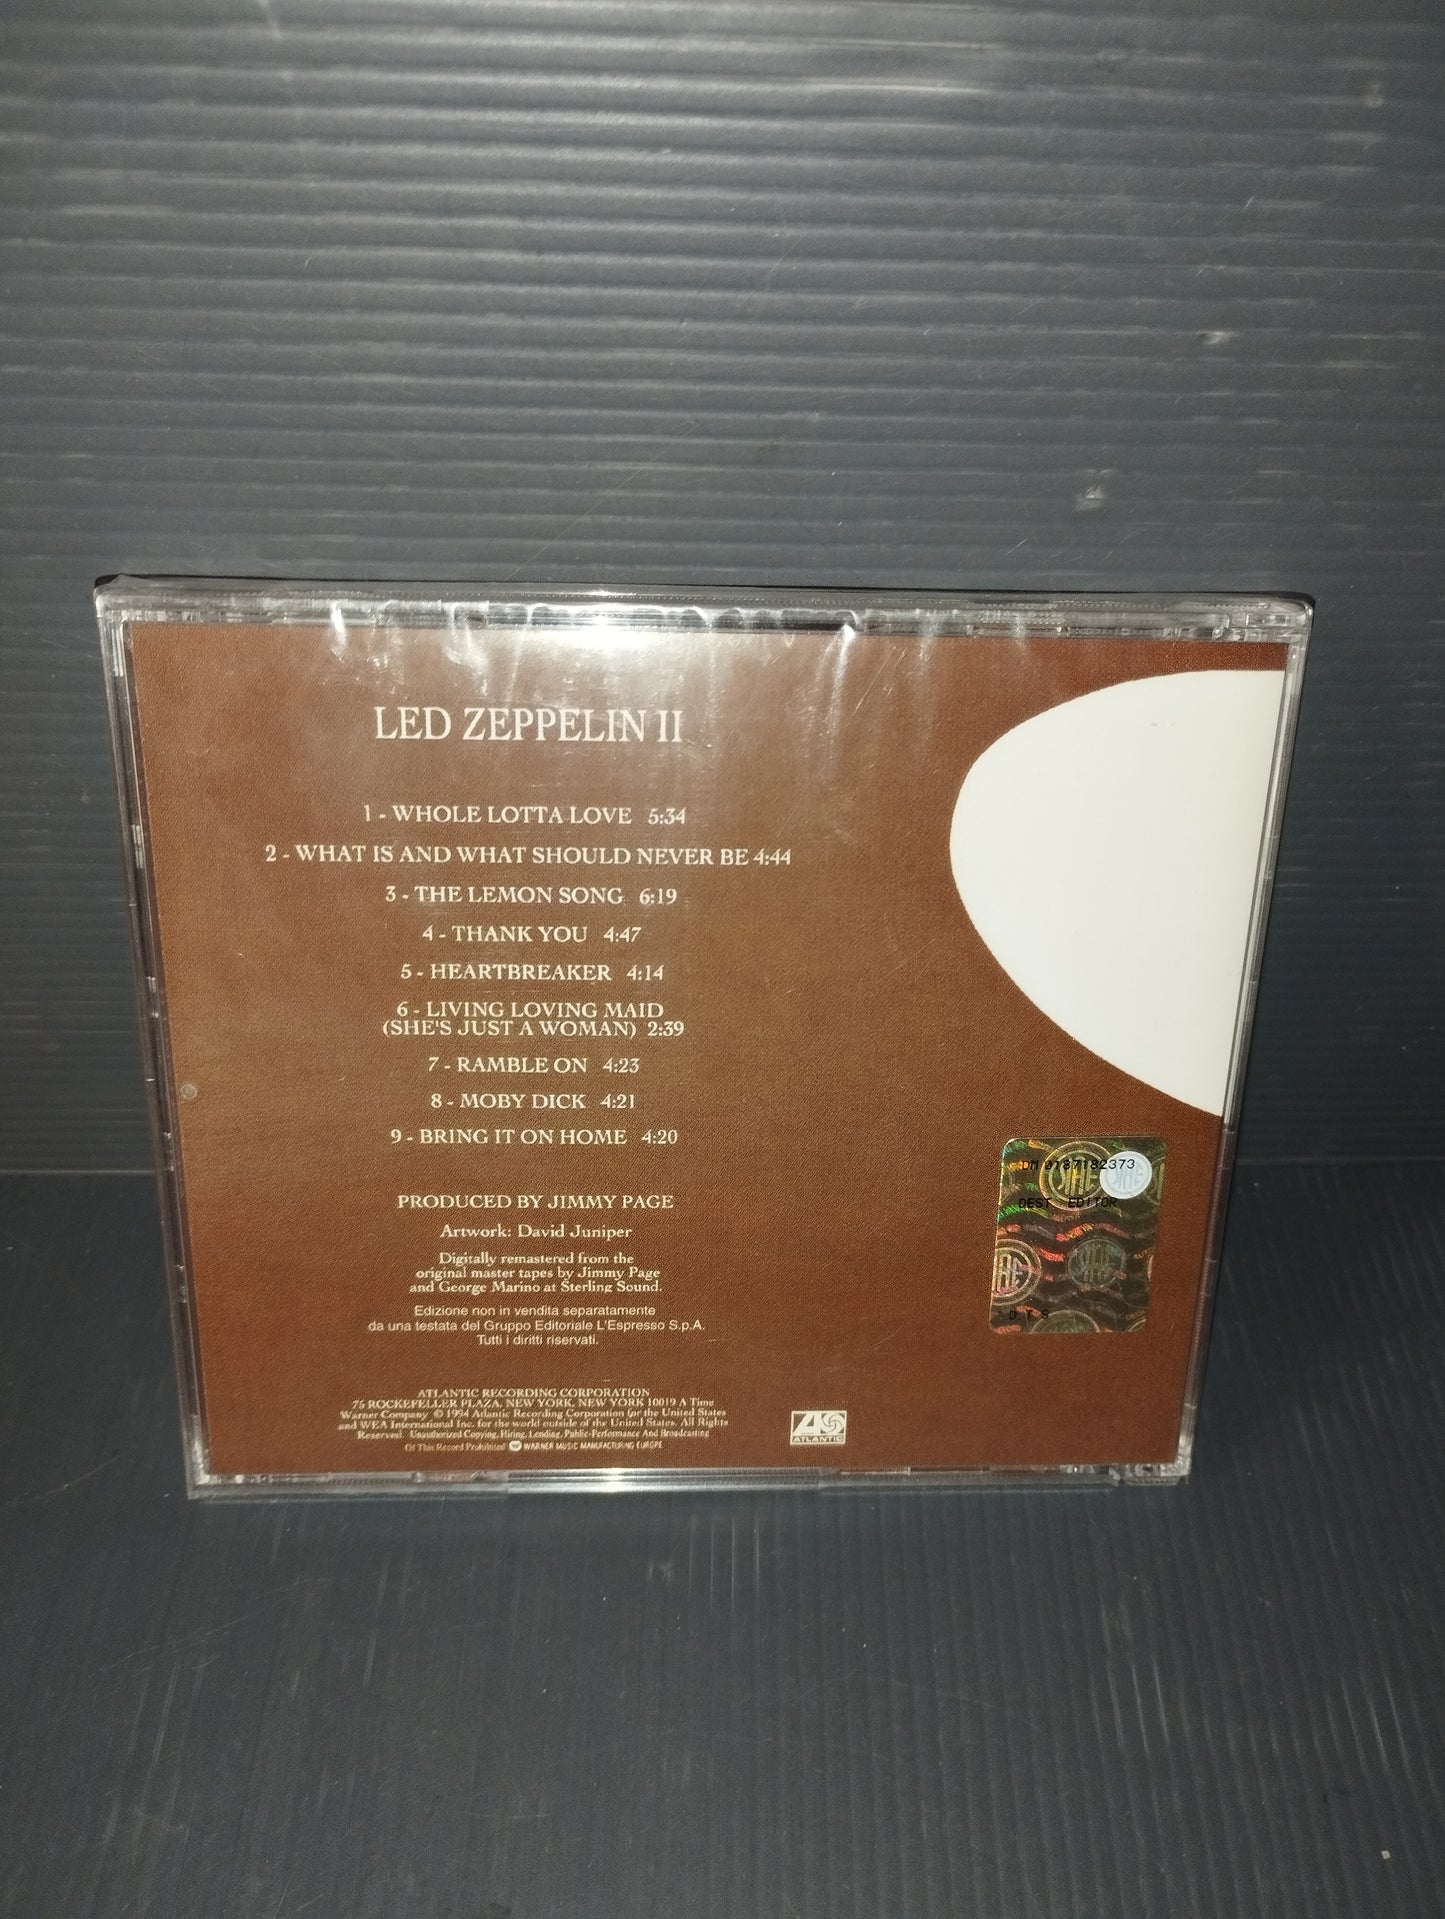 LED ZEPPELIN II
1 - WHOLE LOTTA LOVE 5:34
2 - WHAT IS AND WHAT SHOULD NEVER BE 4:44
3 - THE LEMON SONG 6:19
4 - THANK YOU 4:47
5 - HEARTBREAKER 4:14
6 - LIVING LOVING MAID
(SHE'S JUST A WOMAN) 2:39
7 - RAMBLE ON 4:23
8 - MOBY DICK 4:21
9 - BRING IT ON HOME 4:20
PRODUCED BY JIMMY PAGE
Artwork: David Juniper
Digitally remastered from the
original master tapes by Jimmy Page
and George Marino at Sterling Sound.
Edizione non in vendita separatamente
da una testata del Gruppo Editoriale L'Espresso S.p.A.
Tutti i diritti riservati.
ATLANTIC RECORDING CORPORATION
75 ROCKEFELLER PLAZA, NEW YORK, NEW YORK 10019 A Time
Warner Company © 1994 Atlantic Recording Corporation for the United States
and WEA International Inc. for the world outside of the United States. All Rights
Reserved. Unauthorized Copying, Hiring, Lending, Public Performance And Broadcasting
Of This Record Prohibited WARNER MUSIC MANUFACTURING EUROPE
ATLANTIC
DM 0187182373
DEST EDITOR
SIAE
DTS